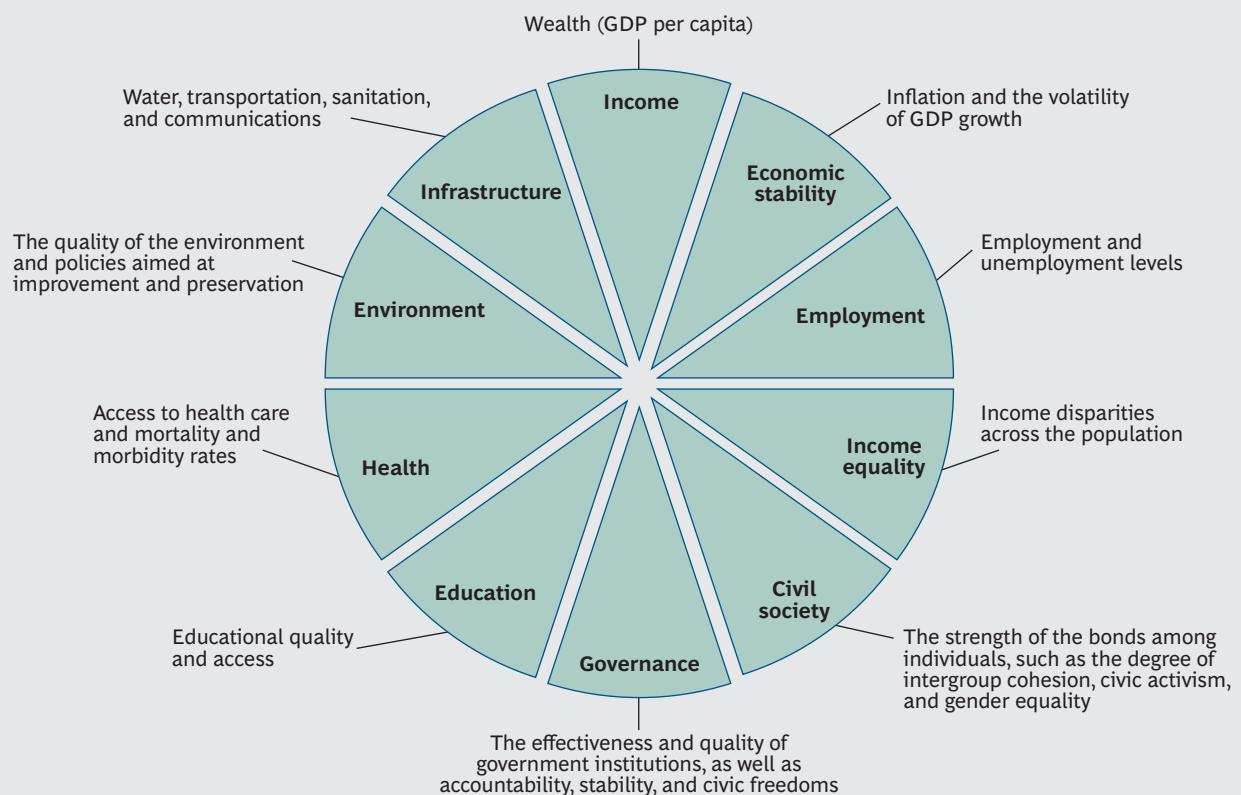 Wealth (GDP per capita)
Income
Inflation and the volatility
of GDP growth
Economic
stability
Employment and
unemployment levels
Employment
Income disparities
across the population
Income
equality
The strength of the bonds among
individuals, such as the degree of
intergroup cohesion, civic activism,
and gender equality
Civil
society
The effectiveness and quality of
government institutions, as well as
accountability, stability, and civic freedoms
Governance
Educational quality
and access
Education
Access to health care
and mortality and
morbidity rates
Health
The quality of the environment
and policies aimed at
improvement and preservation
Environment
Water, transportation, sanitation,
and communications
Infrastructure